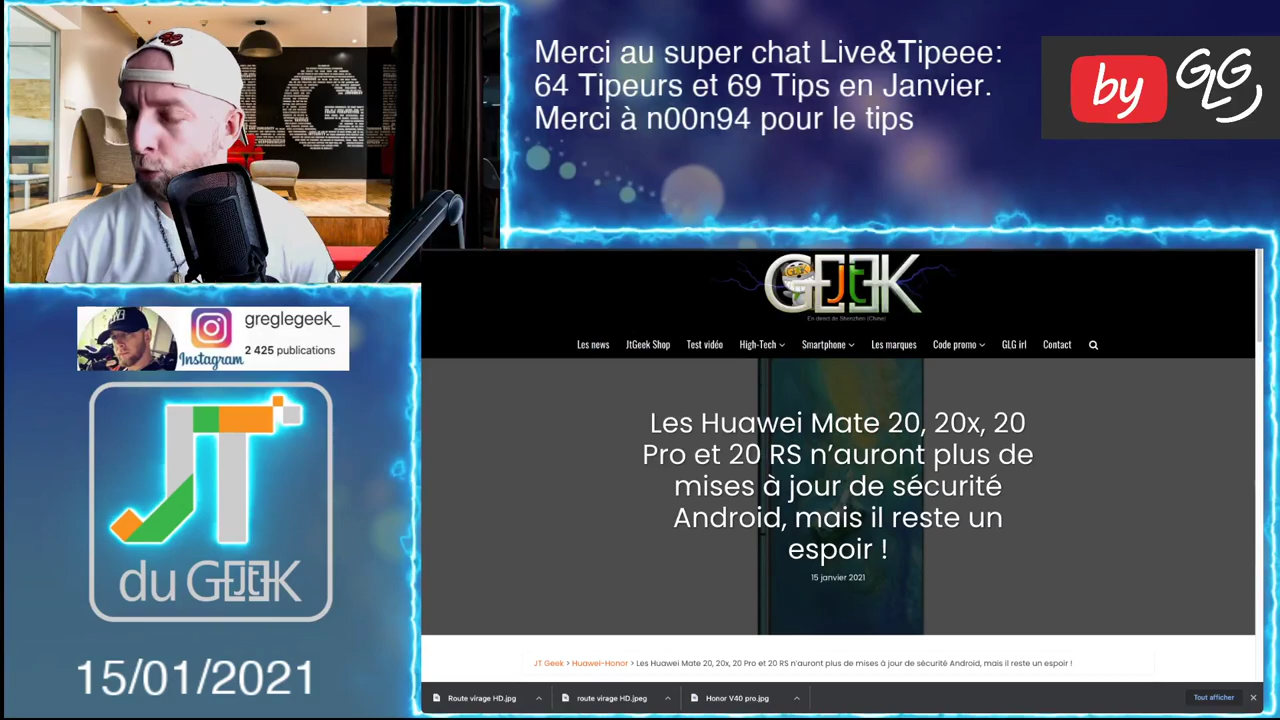 Merci au super chat Live&Tipeee:
64 Tipeurs et 69 Tips en Janvier.
Merci à n00n94 pour le tips
by GLG
greglegeek_
Instagram
2 425 publications
JT
du GEEK
15/01/2021
GEEK
En direct de Shenzhen (Chine)
Les news JtGeek Shop Test vidéo High-Tech Smartphone Les marques Code promo GLG irl Contact
Les Huawei Mate 20, 20x, 20
Pro et 20 RS n'auront plus de
mises à jour de sécurité
Android, mais il reste un
espoir !
15 janvier 2021
JT Geek > Huawei-Honor > Les Huawei Mate 20, 20x, 20 Pro et 20 RS n'auront plus de mises à jour de sécurité Android, mais il reste un espoir !
Route virage HD.jpg route virage HD.jpeg Honor V40 pro.jpg Tout afficher